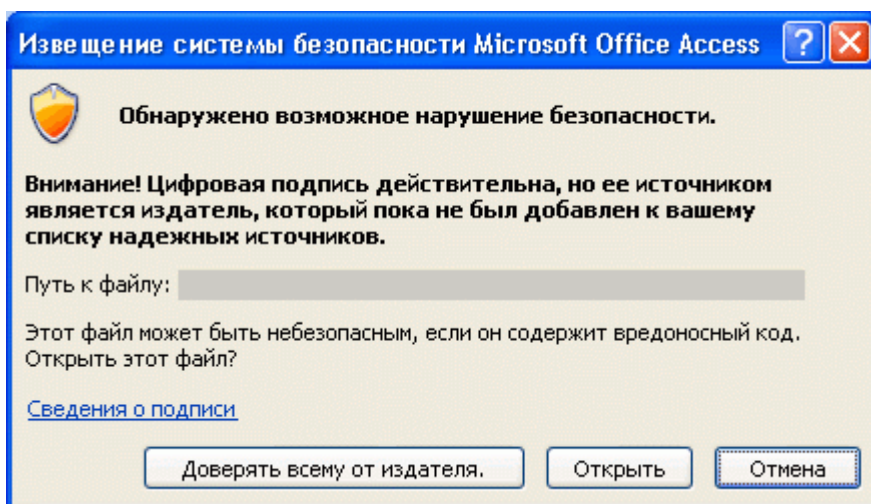 Извещение системы безопасности Microsoft Office Access
Обнаружено возможное нарушение безопасности.
Внимание! Цифровая подпись действительна, но ее источником
является издатель, который пока не был добавлен к вашему
списку надежных источников.
Путь к файлу:
Этот файл может быть небезопасным, если он содержит вредоносный код.
Открыть этот файл?
Сведения о подписи
Доверять всему от издателя. Открыть Отмена